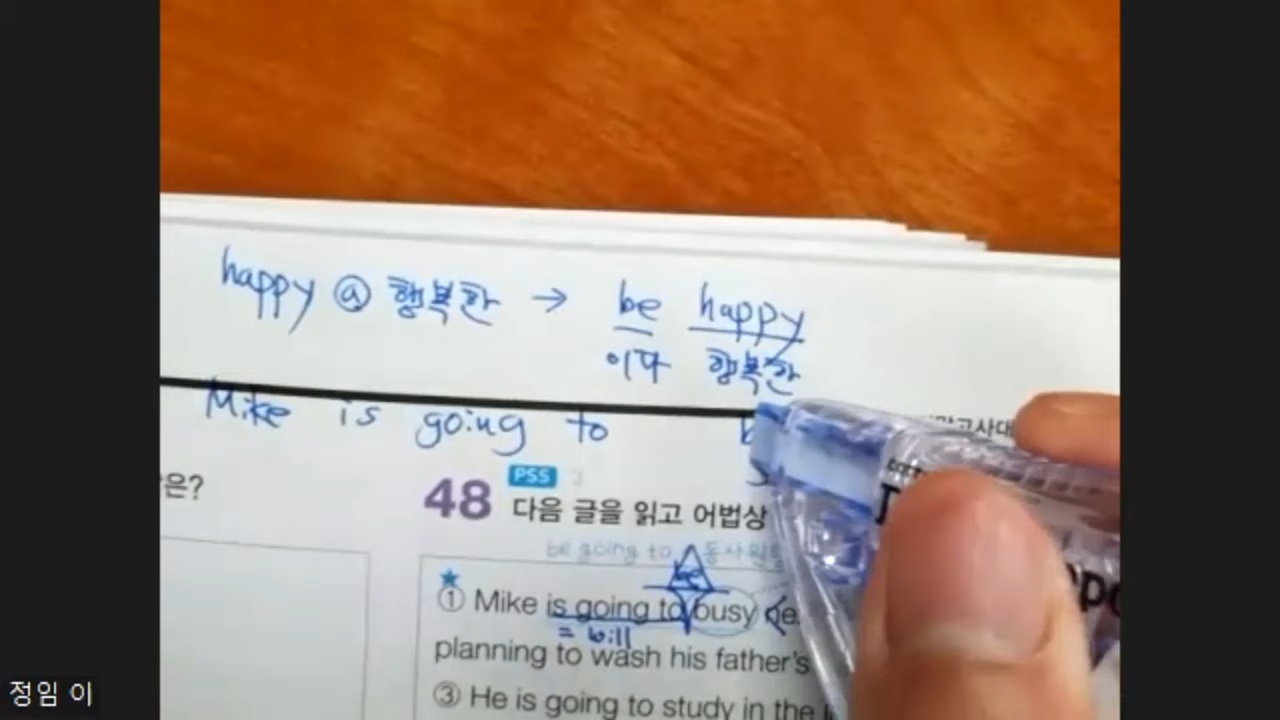 happy ⓐ 행복한 → be happy
이다 행복한
Mike is going to
은?
PSS 3
48 다음 글을 읽고 어법상
be going to 동사원형
be
① Mike is going to busy
= will
planning to wash his father's
③ He is going to study in the
정임 이